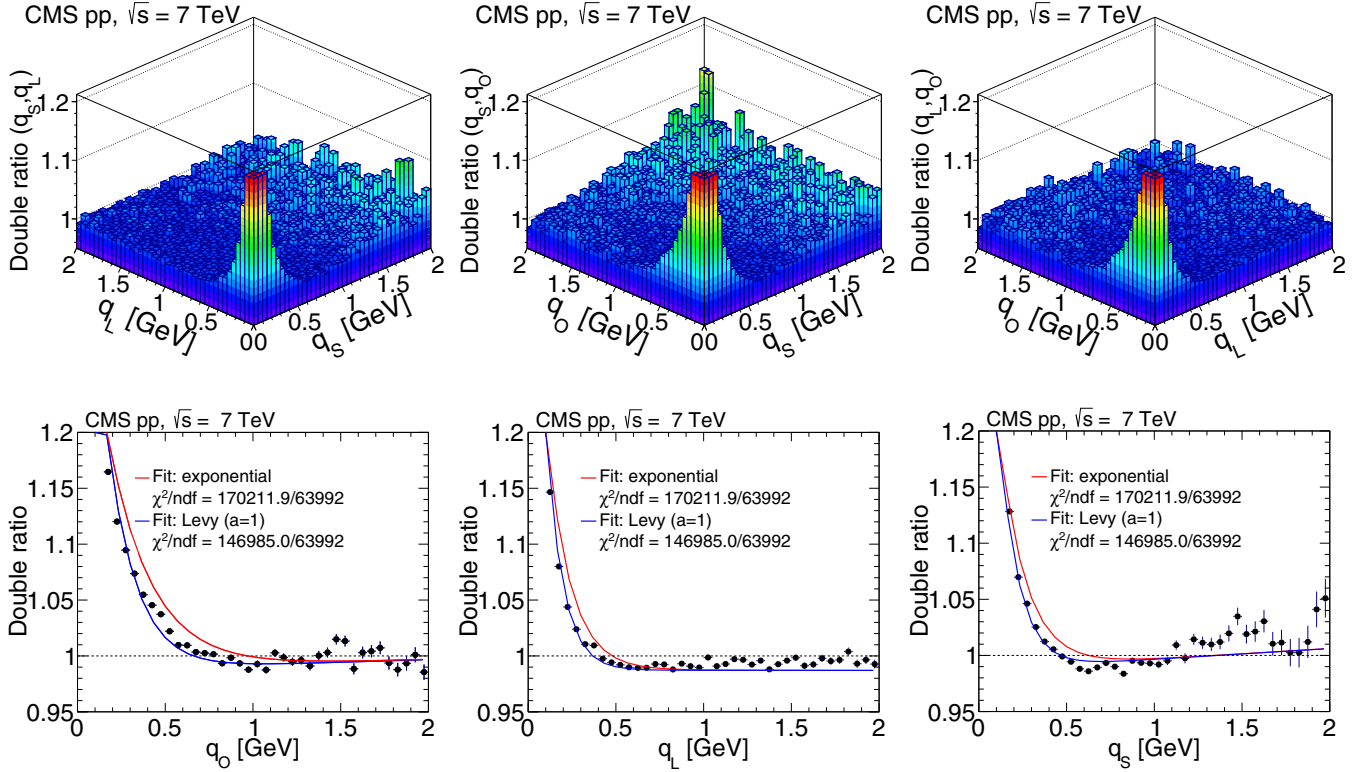 CMS pp, √s = 7 TeV
Double ratio (q_S,q_L)
1.2
1.1
1
2
1.5
1
0.5
0
q_L [GeV]
0
0.5
1
1.5
2
q_S [GeV]
CMS pp, √s = 7 TeV
Double ratio (q_S,q_O)
1.2
1.1
1
2
1.5
1
0.5
0
q_O [GeV]
0
0.5
1
1.5
2
q_S [GeV]
CMS pp, √s = 7 TeV
Double ratio (q_L,q_O)
1.2
1.1
1
2
1.5
1
0.5
0
q_O [GeV]
0
0.5
1
1.5
2
q_L [GeV]
CMS pp, √s = 7 TeV
Double ratio
1.2
1.15
1.1
1.05
1
0.95
Fit: exponential
χ²/ndf = 170211.9/63992
Fit: Levy (a=1)
χ²/ndf = 146985.0/63992
0 0.5 1 1.5 2
q_O [GeV]
CMS pp, √s = 7 TeV
Double ratio
1.2
1.15
1.1
1.05
1
0.95
Fit: exponential
χ²/ndf = 170211.9/63992
Fit: Levy (a=1)
χ²/ndf = 146985.0/63992
0 0.5 1 1.5 2
q_L [GeV]
CMS pp, √s = 7 TeV
Double ratio
1.2
1.15
1.1
1.05
1
0.95
Fit: exponential
χ²/ndf = 170211.9/63992
Fit: Levy (a=1)
χ²/ndf = 146985.0/63992
0 0.5 1 1.5 2
q_S [GeV]